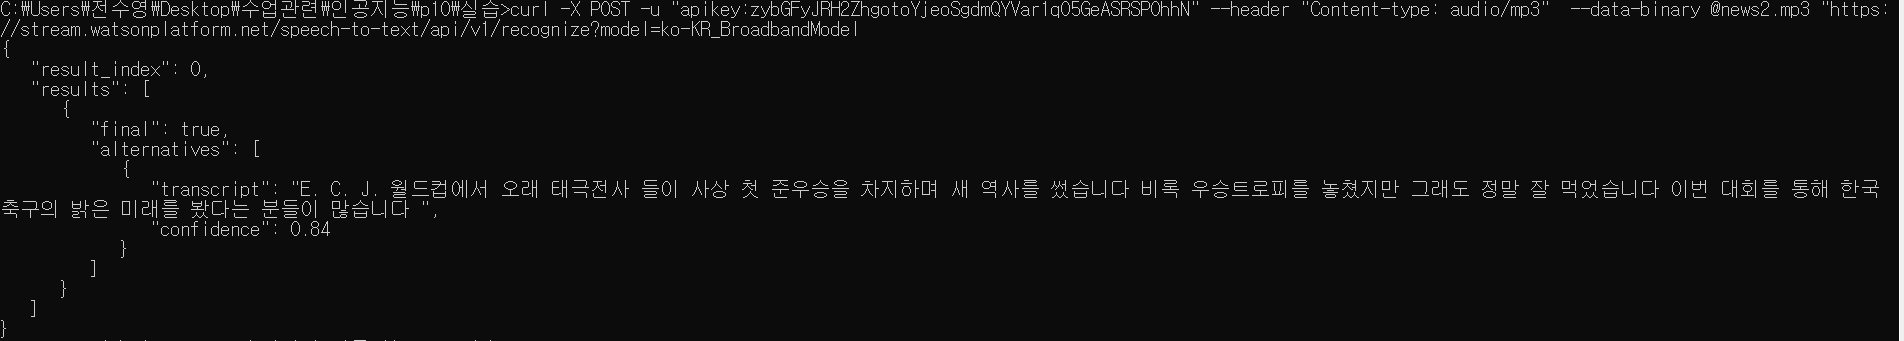 C:\Users\전수영\Desktop\수업관련\인공지능\p10\실습>curl -X POST -u "apikey:zybGFyJRH2ZhgotoYjeoSgdmQYVar1qO5GeASRSPOhhN" --header "Content-type: audio/mp3"  --data-binary @news2.mp3 "https:
//stream.watsonplatform.net/speech-to-text/api/v1/recognize?model=ko-KR_BroadbandModel
{
   "result_index": 0,
   "results": [
      {
         "final": true,
         "alternatives": [
            {
               "transcript": "E. C. J. 월드컵에서 오래 태극전사 들이 사상 첫 준우승을 차지하며 새 역사를 썼습니다 비록 우승트로피를 놓쳤지만 그래도 정말 잘 먹었습니다 이번 대회를 통해 한국
축구의 밝은 미래를 봤다는 분들이 많습니다 ",
               "confidence": 0.84
            }
         ]
      }
   ]
}